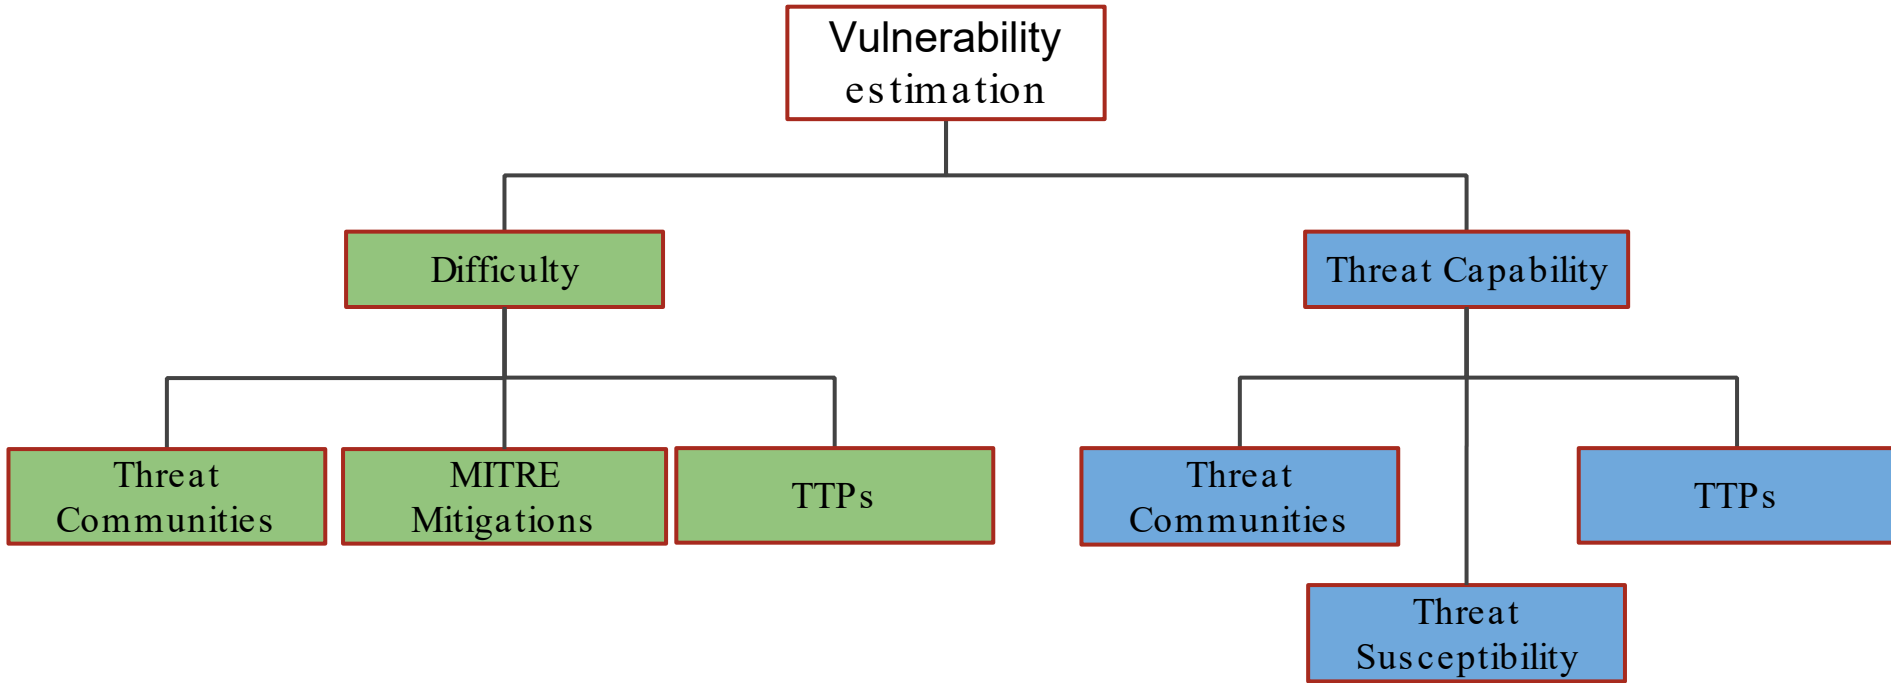 Vulnerability
estimation
Difficulty
Threat Capability
Threat
Communities
MITRE
Mitigations
TTPs
Threat
Communities
TTPs
Threat
Susceptibility